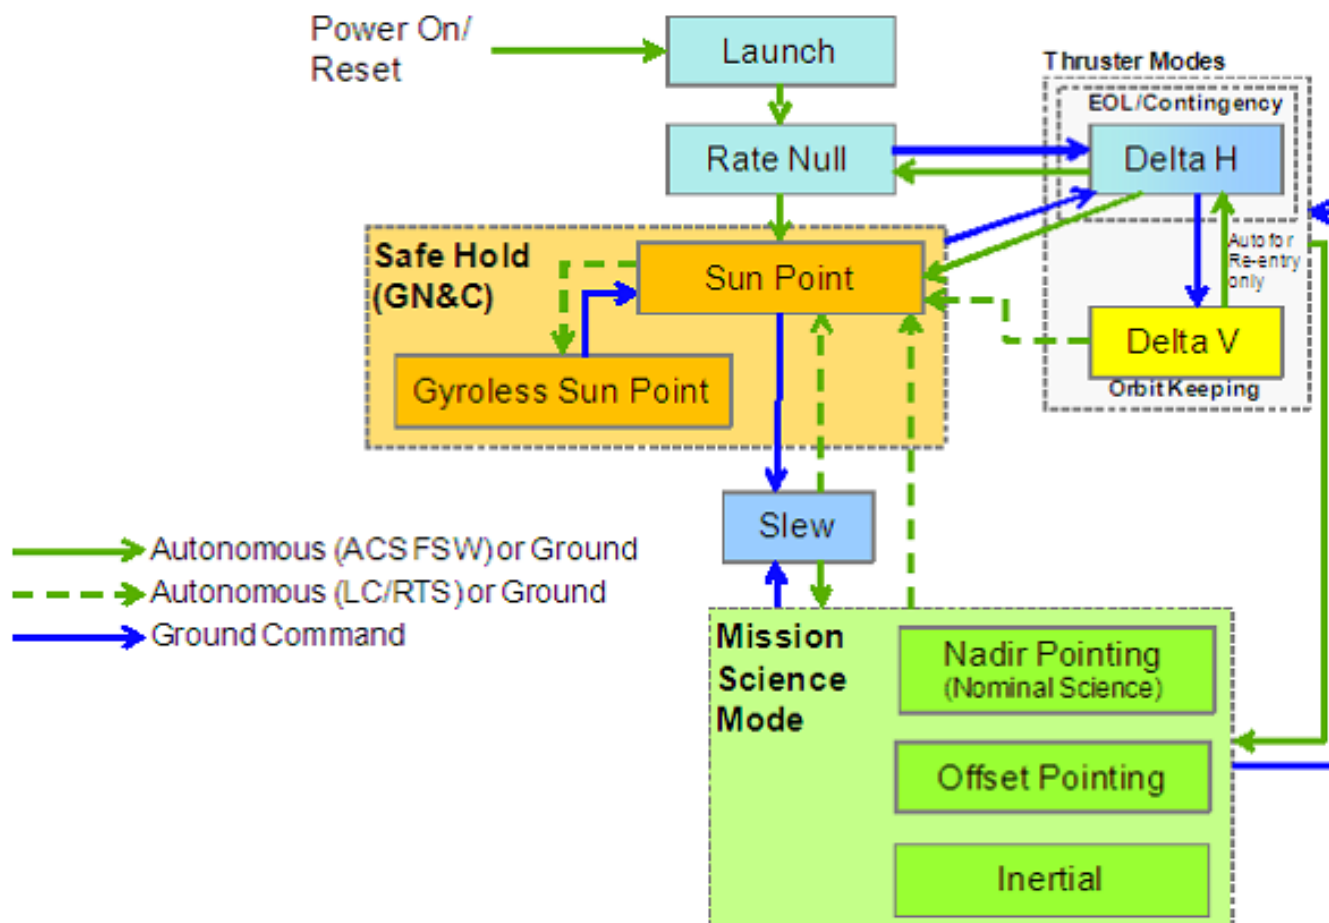 Power On/
Reset
Launch
Thruster Modes
EOL/Contingency
Rate Null
Delta H
Safe Hold
(GN&C)
Sun Point
Auto for
Re-entry
only
Gyroless Sun Point
Delta V
Orbit Keeping
Slew
Autonomous (ACS FSW) or Ground
Autonomous (LC/RTS) or Ground
Ground Command
Mission
Science
Mode
Nadir Pointing
(Nominal Science)
Offset Pointing
Inertial